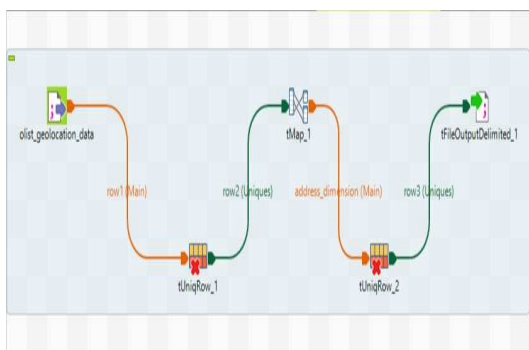 olist_geolocation_data
tMap_1
tFileOutputDelimited_1
row1 (Main)
row2 (Uniques)
address_dimension (Main)
row3 (Uniques)
tUniqRow_1
tUniqRow_2